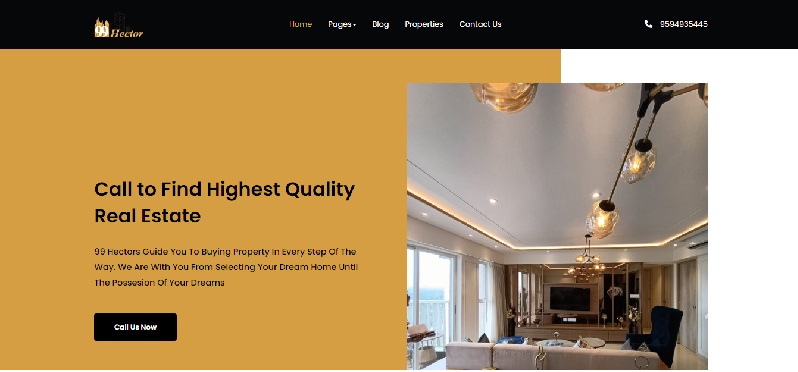 99 Hector
Home Pages Blog Properties Contact Us 9594935445
Call to Find Highest Quality
Real Estate
99 Hectors Guide You To Buying Property In Every Step Of The
Way. We Are With You From Selecting Your Dream Home Until
The Possesion Of Your Dreams
Call Us Now